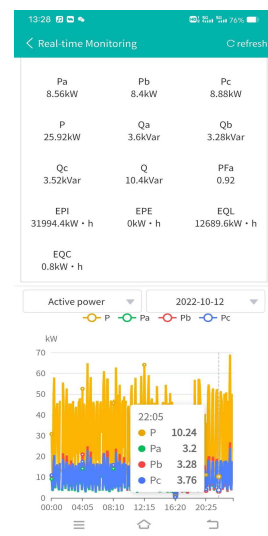 13:28 76%
Real-time Monitoring refresh
Pa Pb Pc
8.56kW 8.4kW 8.88kW
P Qa Qb
25.92kW 3.6kVar 3.28kVar
Qc Q PFa
3.52kVar 10.4kVar 0.92
EPI EPE EQL
31994.4kW・h 0kW・h 12689.6kW・h
EQC
0.8kW・h
Active power 2022-10-12
P Pa Pb Pc
kW
70
60
50
40
30
20
10
0
22:05
P 10.24
Pa 3.2
Pb 3.28
Pc 3.76
00:00 04:05 08:10 12:15 16:20 20:25